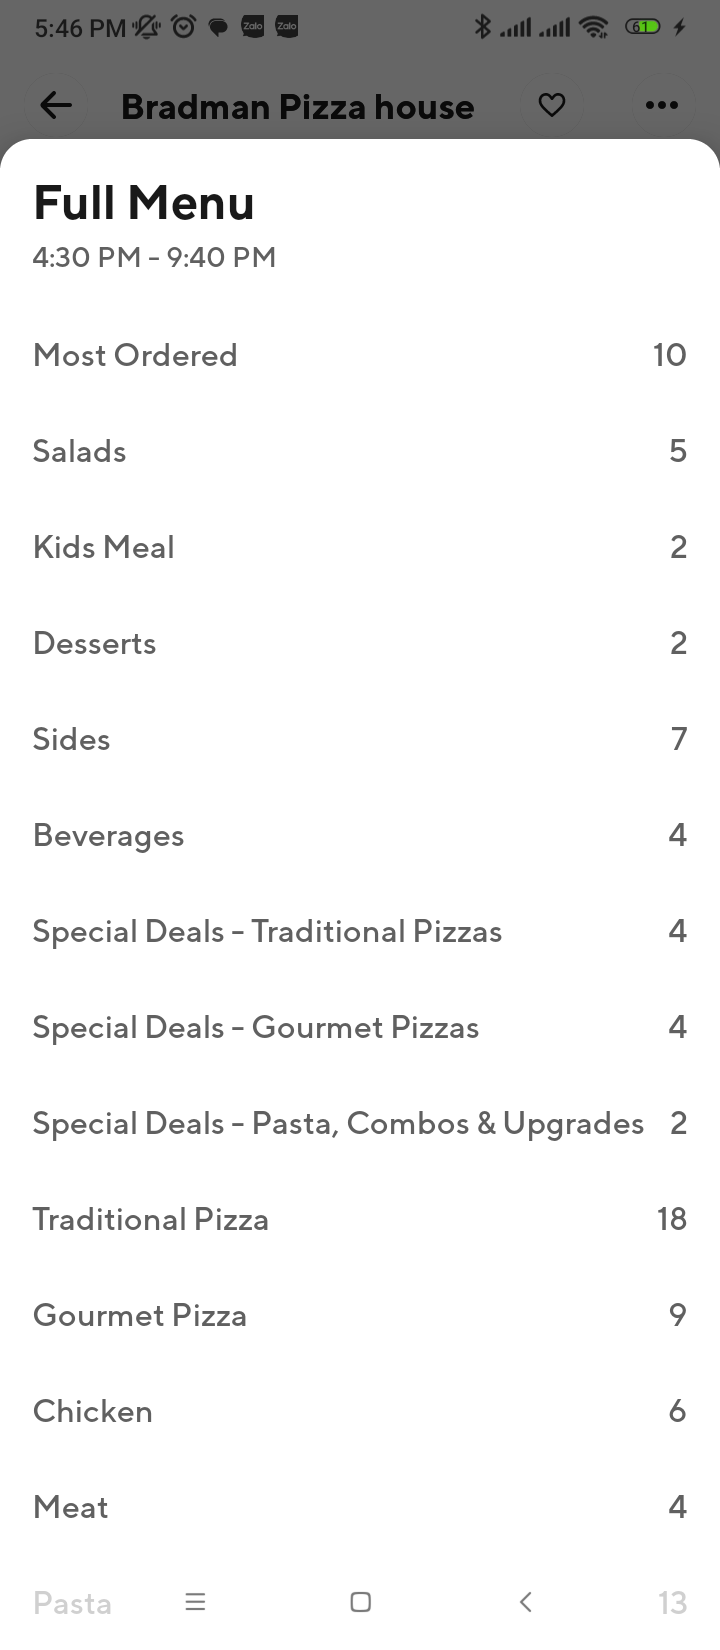 5:46 PM Zalo Zalo 61
Bradman Pizza house
Full Menu
4:30 PM - 9:40 PM
Most Ordered 10
Salads 5
Kids Meal 2
Desserts 2
Sides 7
Beverages 4
Special Deals - Traditional Pizzas 4
Special Deals - Gourmet Pizzas 4
Special Deals - Pasta, Combos & Upgrades 2
Traditional Pizza 18
Gourmet Pizza 9
Chicken 6
Meat 4
Pasta 13